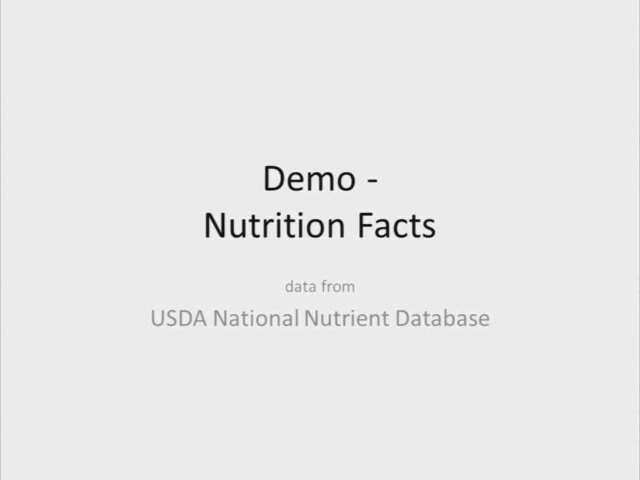 Demo -
Nutrition Facts
data from
USDA National Nutrient Database